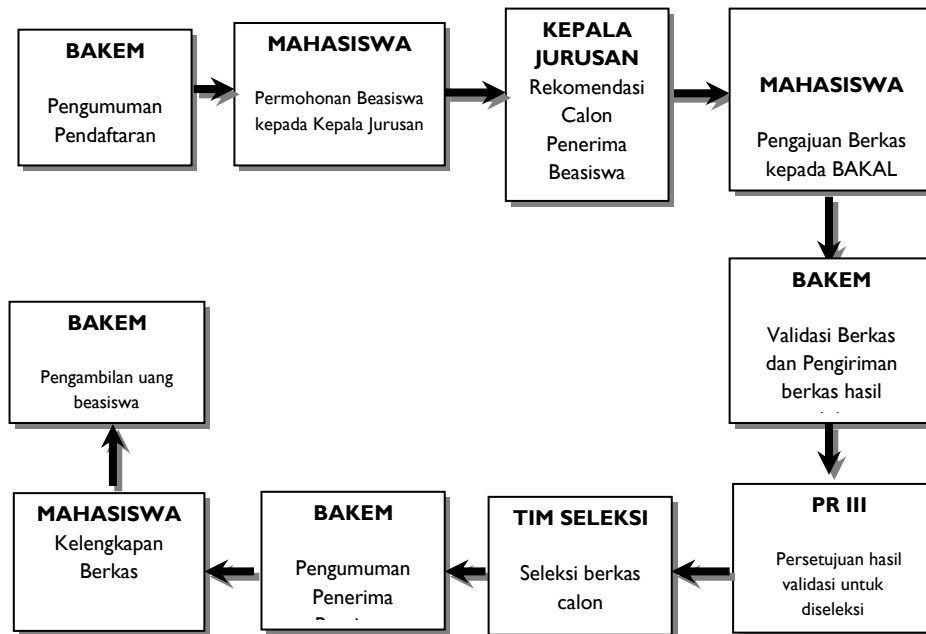 BAKEM
Pengumuman
Pendaftaran
MAHASISWA
Permohonan Beasiswa
kepada Kepala Jurusan
KEPALA
JURUSAN
Rekomendasi
Calon
Penerima
Beasiswa
MAHASISWA
Pengajuan Berkas
kepada BAKAL
BAKEM
Validasi Berkas
dan Pengiriman
berkas hasil
PR III
Persetujuan hasil
validasi untuk
diseleksi
TIM SELEKSI
Seleksi berkas
calon
BAKEM
Pengumuman
Penerima
MAHASISWA
Kelengkapan
Berkas
BAKEM
Pengambilan uang
beasiswa